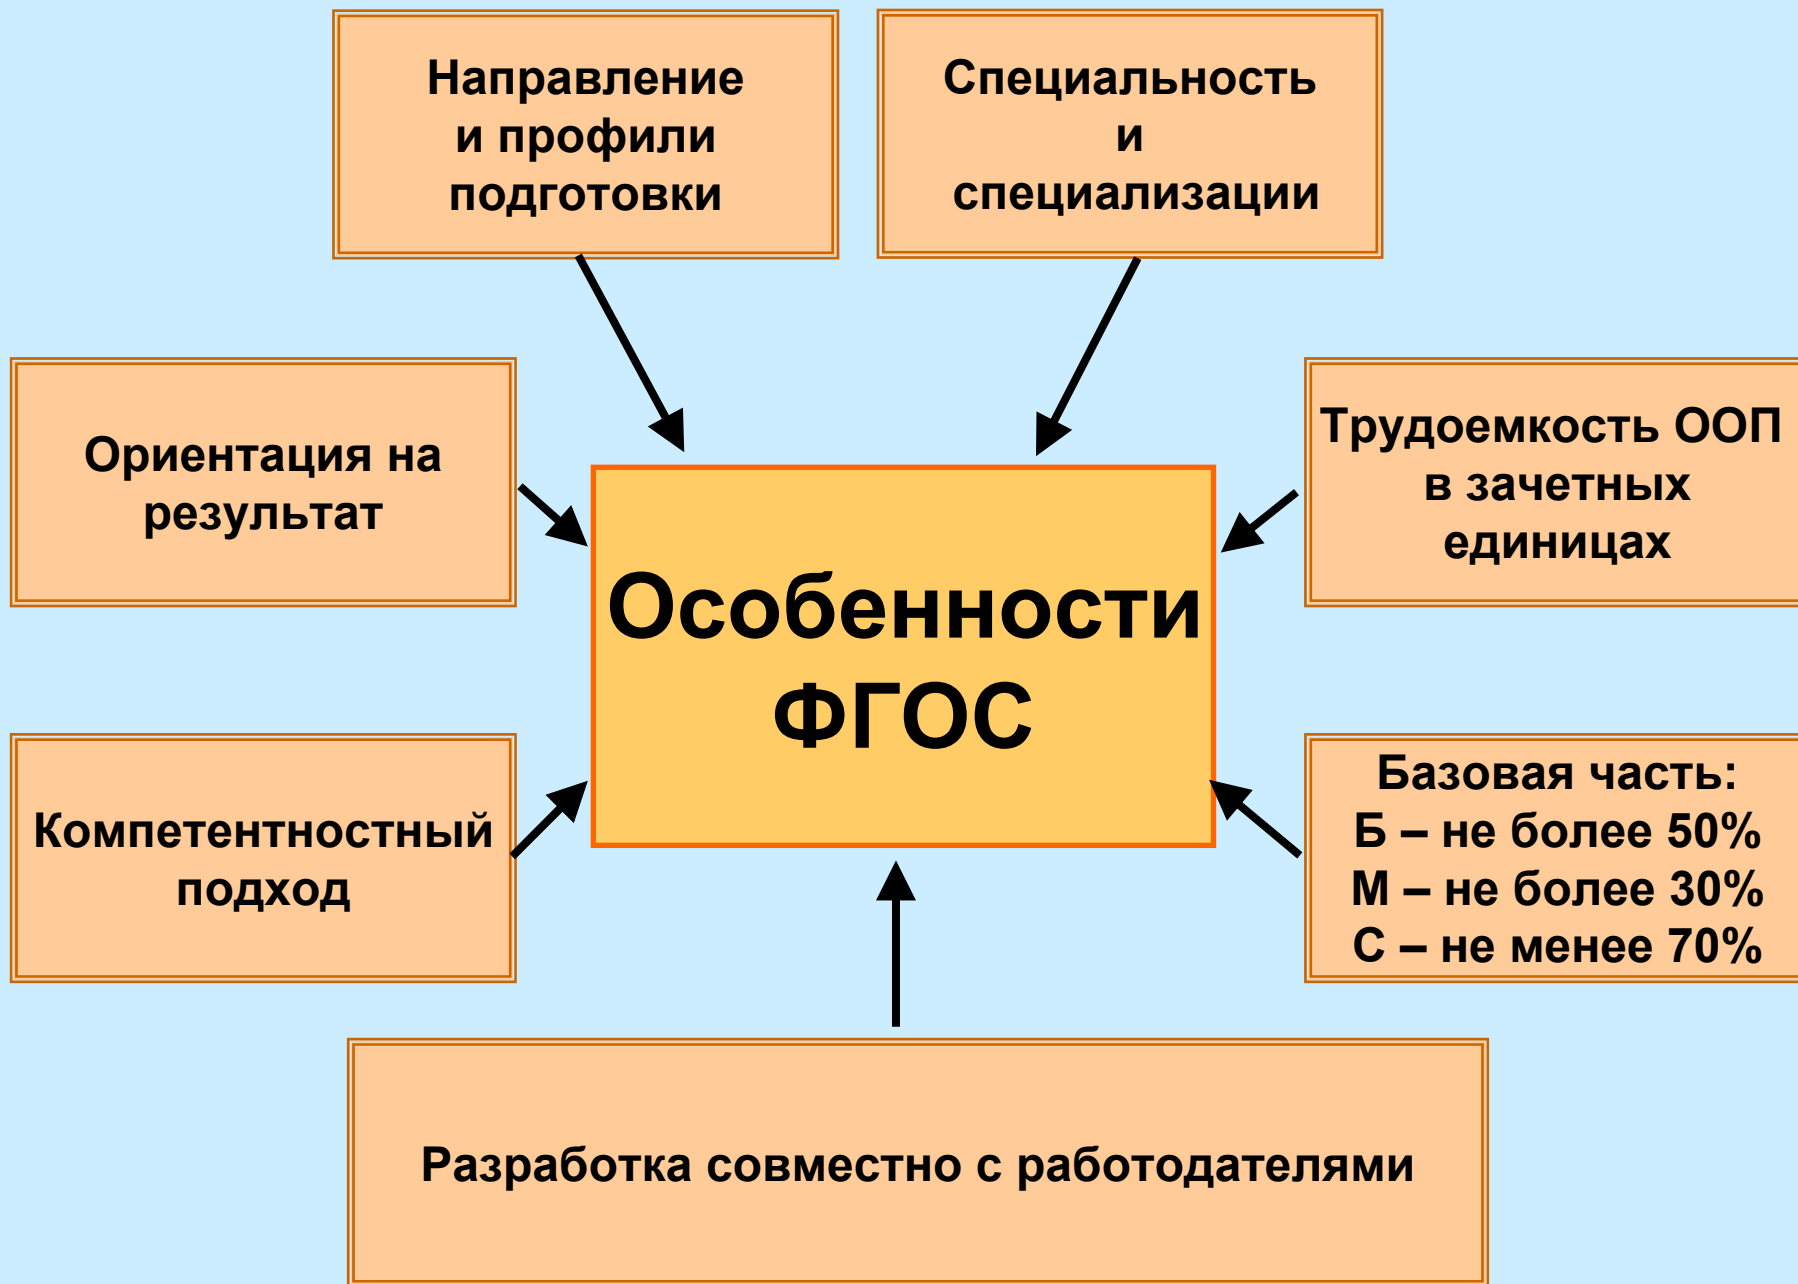 Направление
и профили
подготовки
Специальность
и
специализации
Ориентация на
результат
Трудоемкость ООП
в зачетных
единицах
Особенности
ФГОС
Компетентностный
подход
Базовая часть:
Б – не более 50%
М – не более 30%
С – не менее 70%
Разработка совместно с работодателями